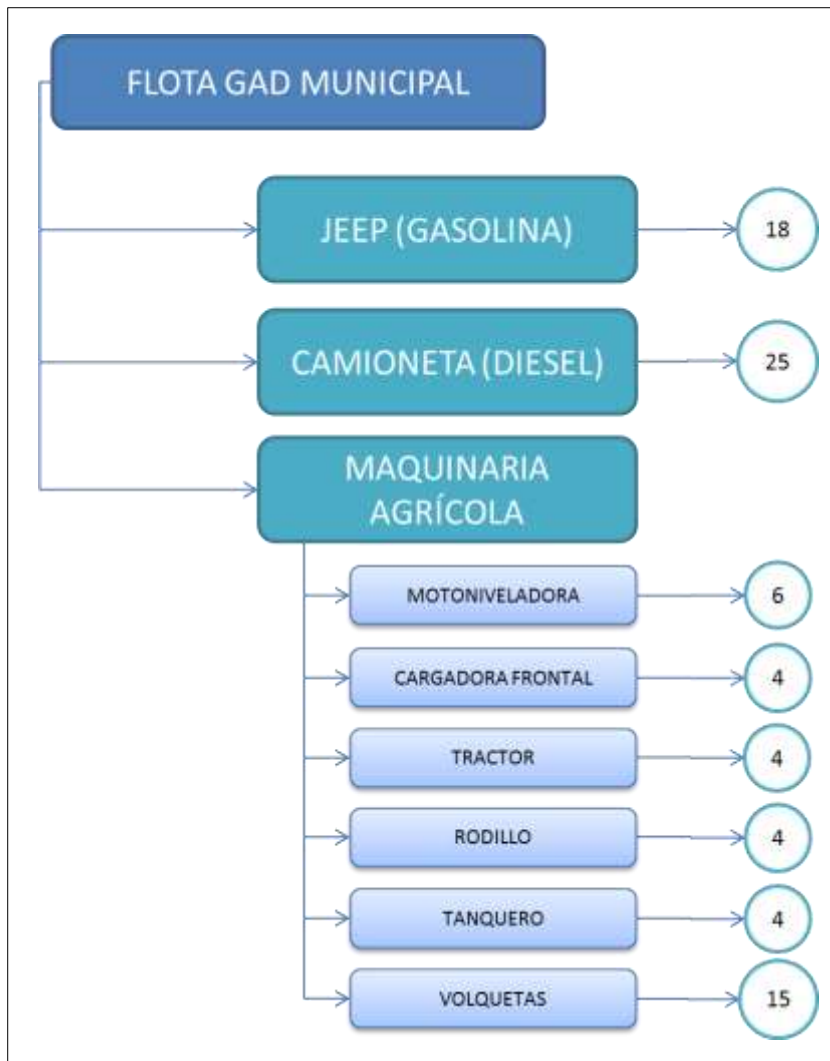 FLOTA GAD MUNICIPAL
JEEP (GASOLINA)
18
CAMIONETA (DIESEL)
25
MAQUINARIA
AGRÍCOLA
MOTONIVELADORA
6
CARGADORA FRONTAL
4
TRACTOR
4
RODILLO
4
TANQUERO
4
VOLQUETAS
15